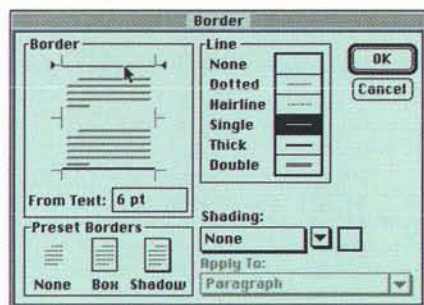 Border
Border
From Text: 6 pt
Preset Borders
None Box Shadow
Line
None
Dotted
Hairline
Single
Thick
Double
OK
Cancel
Shading:
None
Apply To:
Paragraph